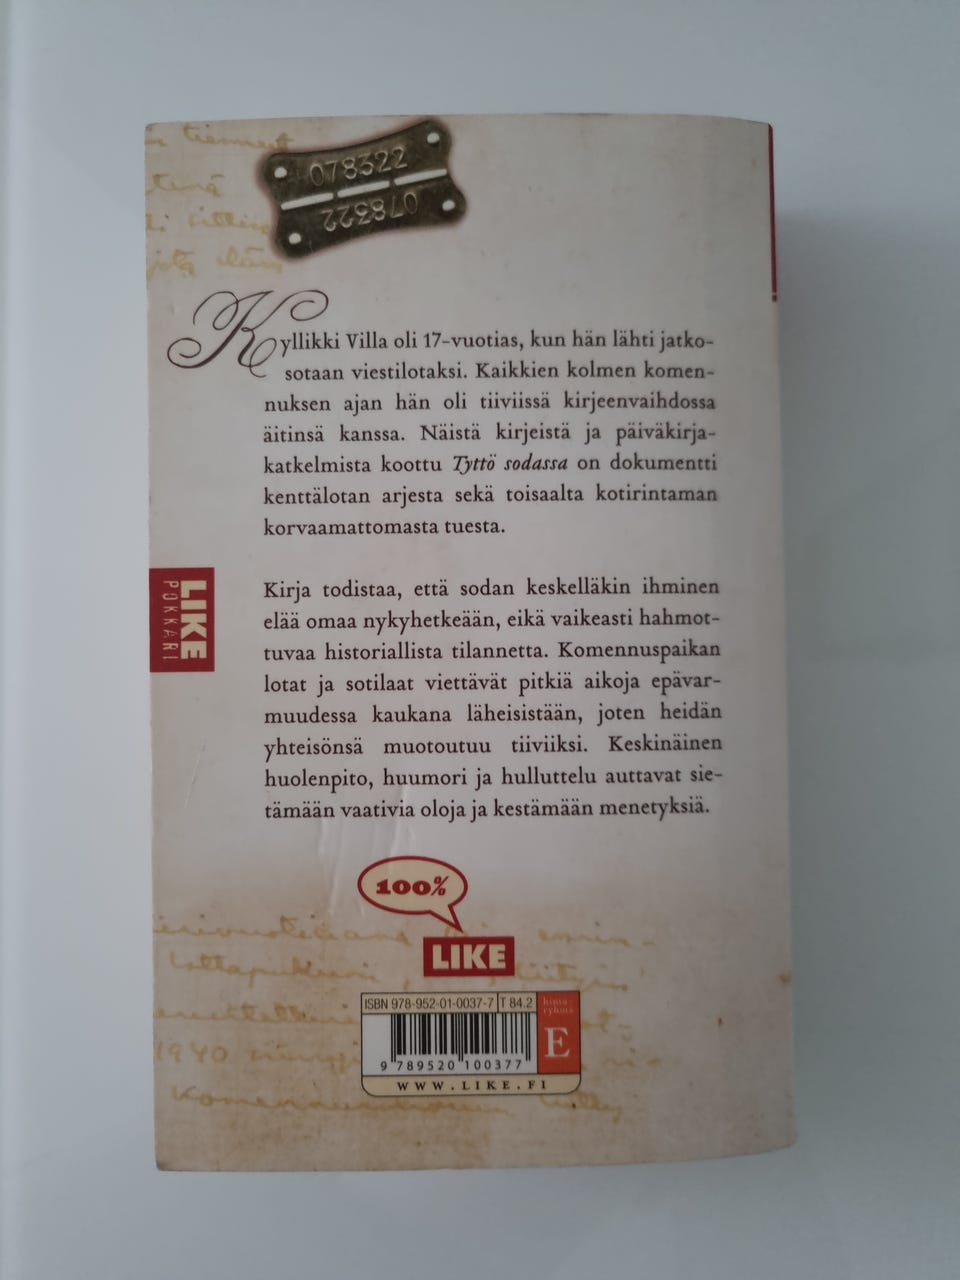 078322
078322
Kyllikki Villa oli 17-vuotias, kun hän lähti jatko-
sotaan viestilotaksi. Kaikkien kolmen komen-
nuksen ajan hän oli tiiviissä kirjeenvaihdossa
äitinsä kanssa. Näistä kirjeistä ja päiväkirja-
katkelmista koottu Tyttö sodassa on dokumentti
kenttälotan arjesta sekä toisaalta kotirintaman
korvaamattomasta tuesta.
Kirja todistaa, että sodan keskelläkin ihminen
elää omaa nykyhetkeään, eikä vaikeasti hahmot-
tuvaa historiallista tilannetta. Komennuspaikan
lotat ja sotilaat viettävät pitkiä aikoja epävar-
muudessa kaukana läheisistään, joten heidän
yhteisönsä muotoutuu tiiviiksi. Keskinäinen
huolenpito, huumori ja hulluttelu auttavat sie-
tämään vaativia oloja ja kestämään menetyksiä.
LIKE
POKKARI
100%
LIKE
ISBN 978-952-01-0037-7 T 84.2
hinta-
ryhmä
E
9 789520 100377
WWW.LIKE.FI
1940